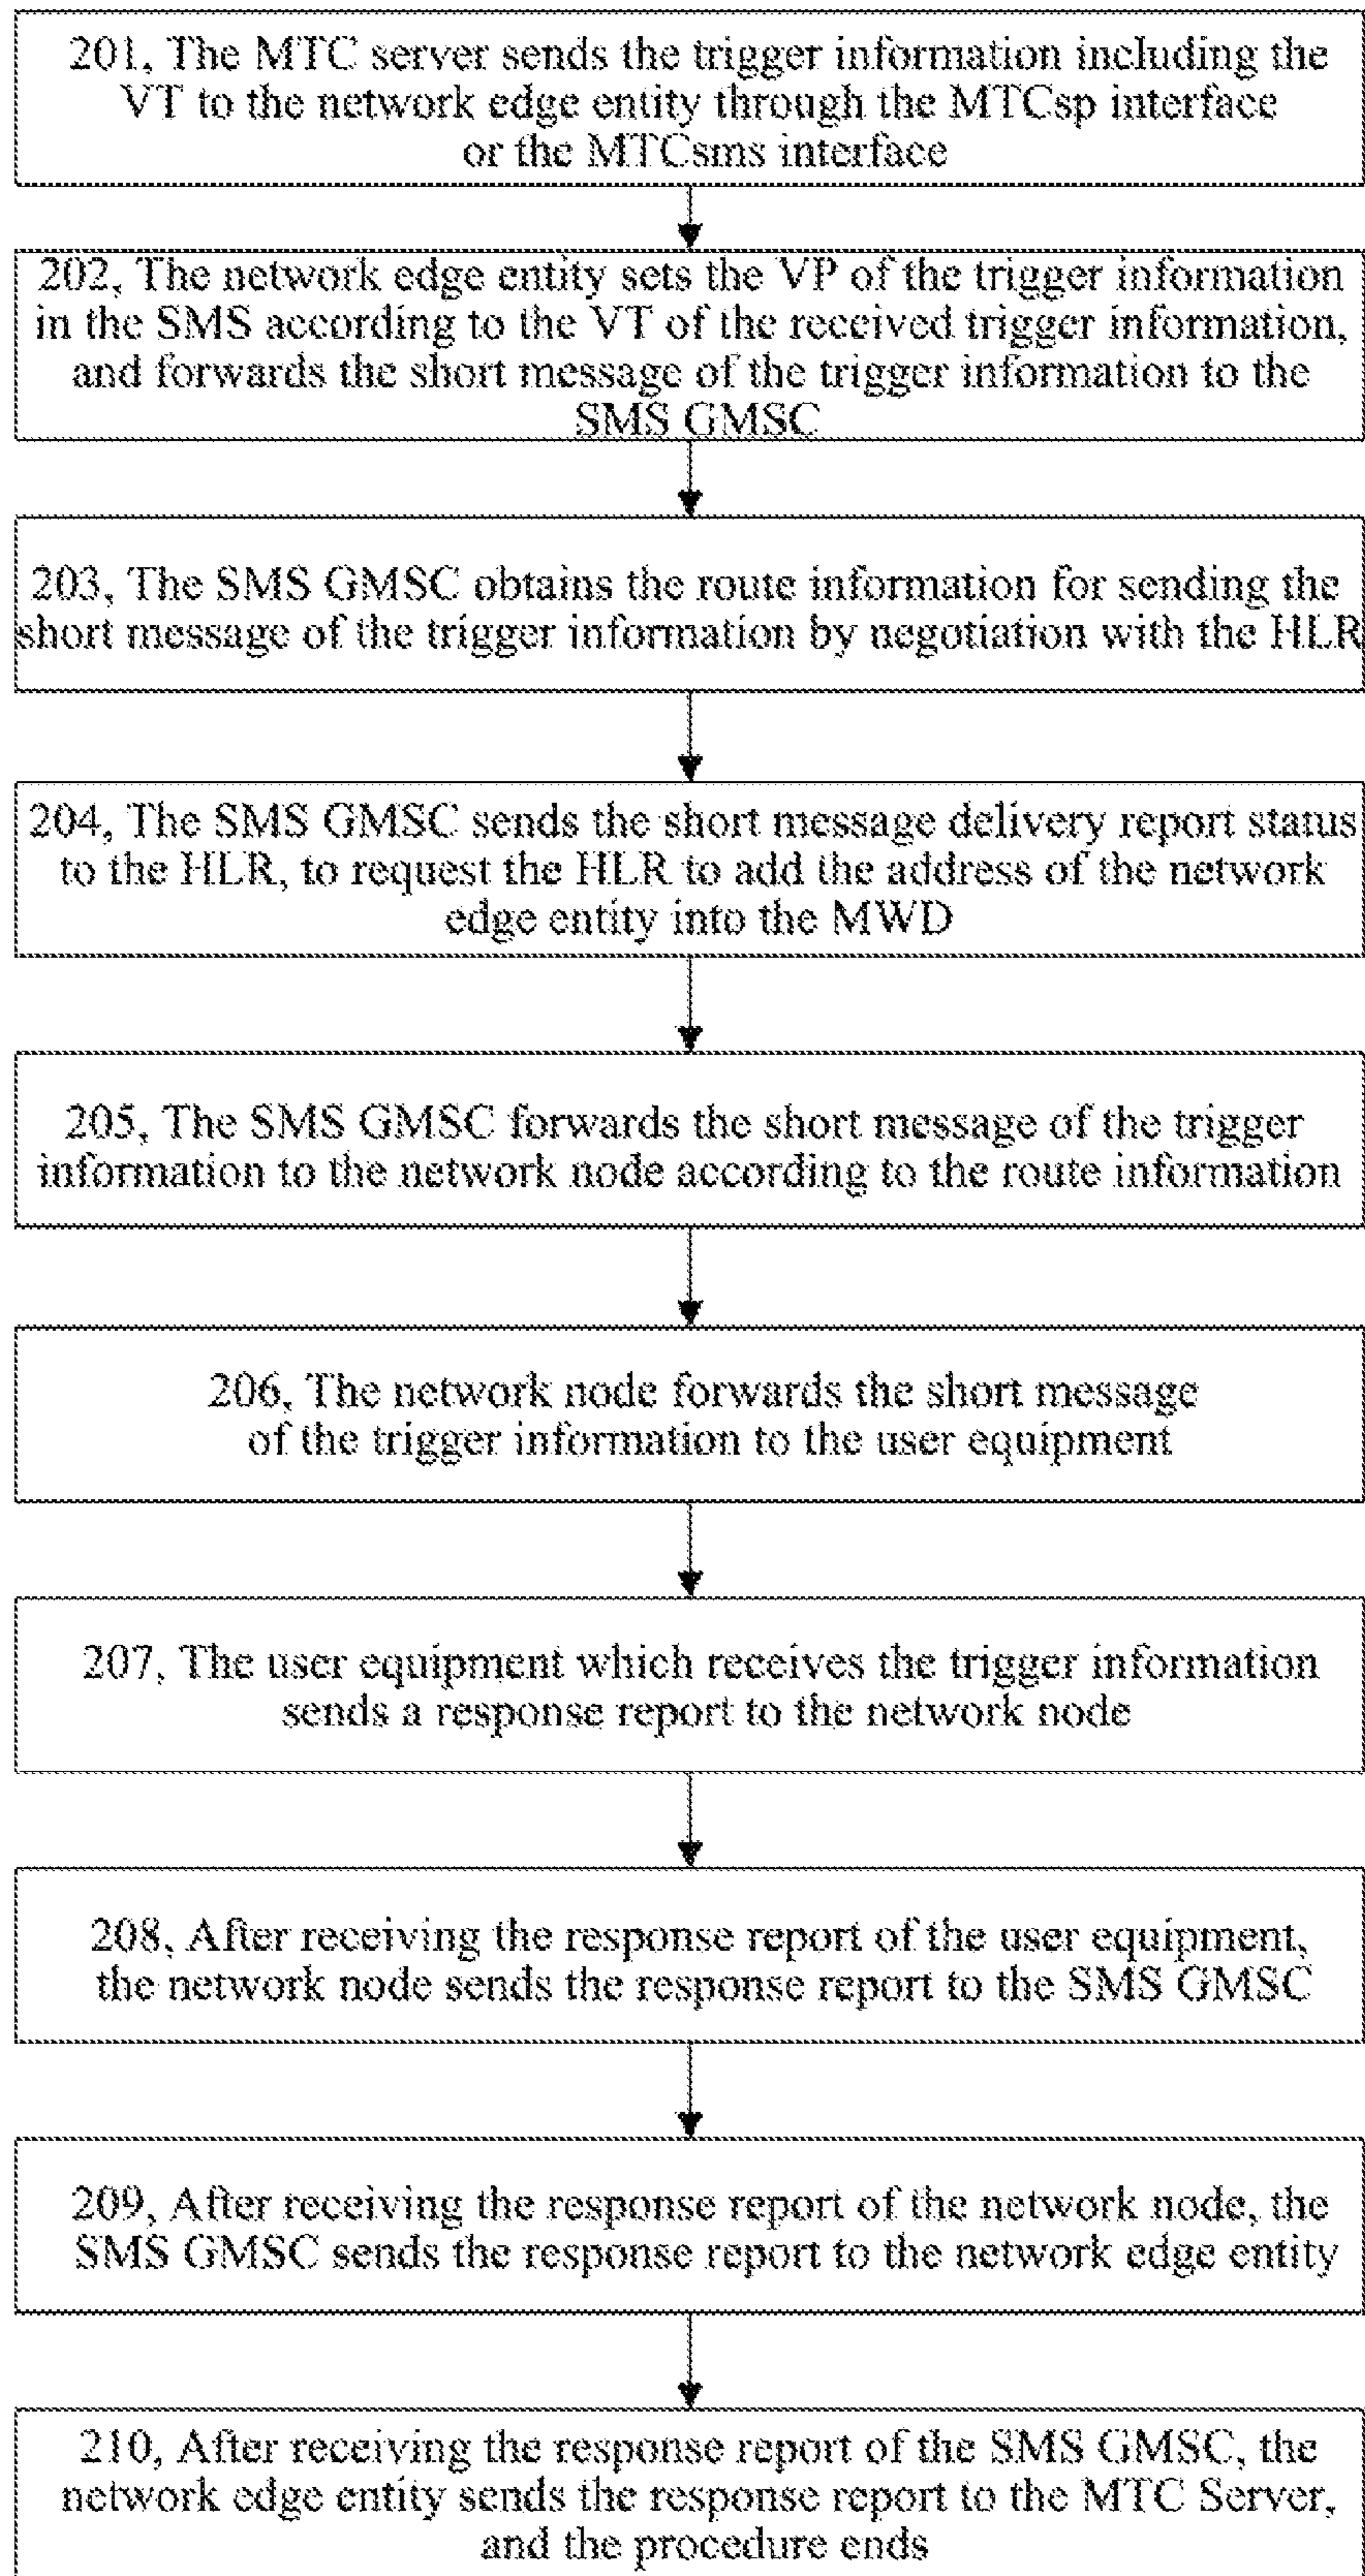 201, The MTC server sends the trigger information including the
VT to the network edge entity through the MTCsp interface
or the MTCsms interface
202, The network edge entity sets the VP of the trigger information
in the SMS according to the VT of the received trigger information,
and forwards the short message of the trigger information to the
SMS GMSC
203, The SMS GMSC obtains the route information for sending the
short message of the trigger information by negotiation with the HLR
204, The SMS GMSC sends the short message delivery report status
to the HLR, to request the HLR to add the address of the network
edge entity into the MWD
205, The SMS GMSC forwards the short message of the trigger
information to the network node according to the route information
206, The network node forwards the short message
of the trigger information to the user equipment
207, The user equipment which receives the trigger information
sends a response report to the network node
208, After receiving the response report of the user equipment,
the network node sends the response report to the SMS GMSC
209, After receiving the response report of the network node, the
SMS GMSC sends the response report to the network edge entity
210, After receiving the response report of the SMS GMSC, the
network edge entity sends the response report to the MTC Server,
and the procedure ends